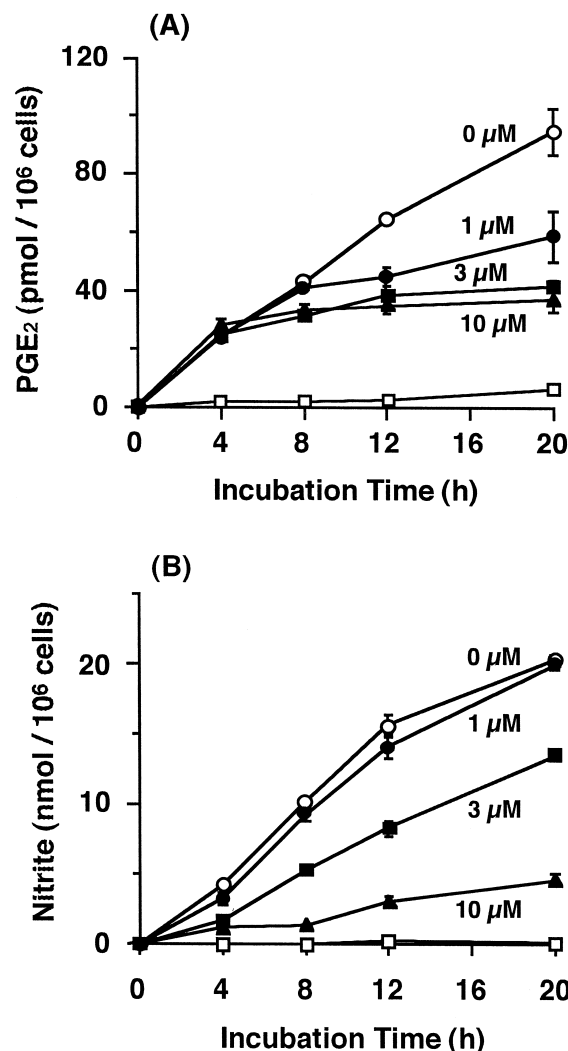 (A)
PGE₂ (pmol / 10⁶ cells)
120
80
40
0
0 µM
1 µM
3 µM
10 µM
0 4 8 12 16 20
Incubation Time (h)
(B)
Nitrite (nmol / 10⁶ cells)
20
10
0
0 µM
1 µM
3 µM
10 µM
0 4 8 12 16 20
Incubation Time (h)